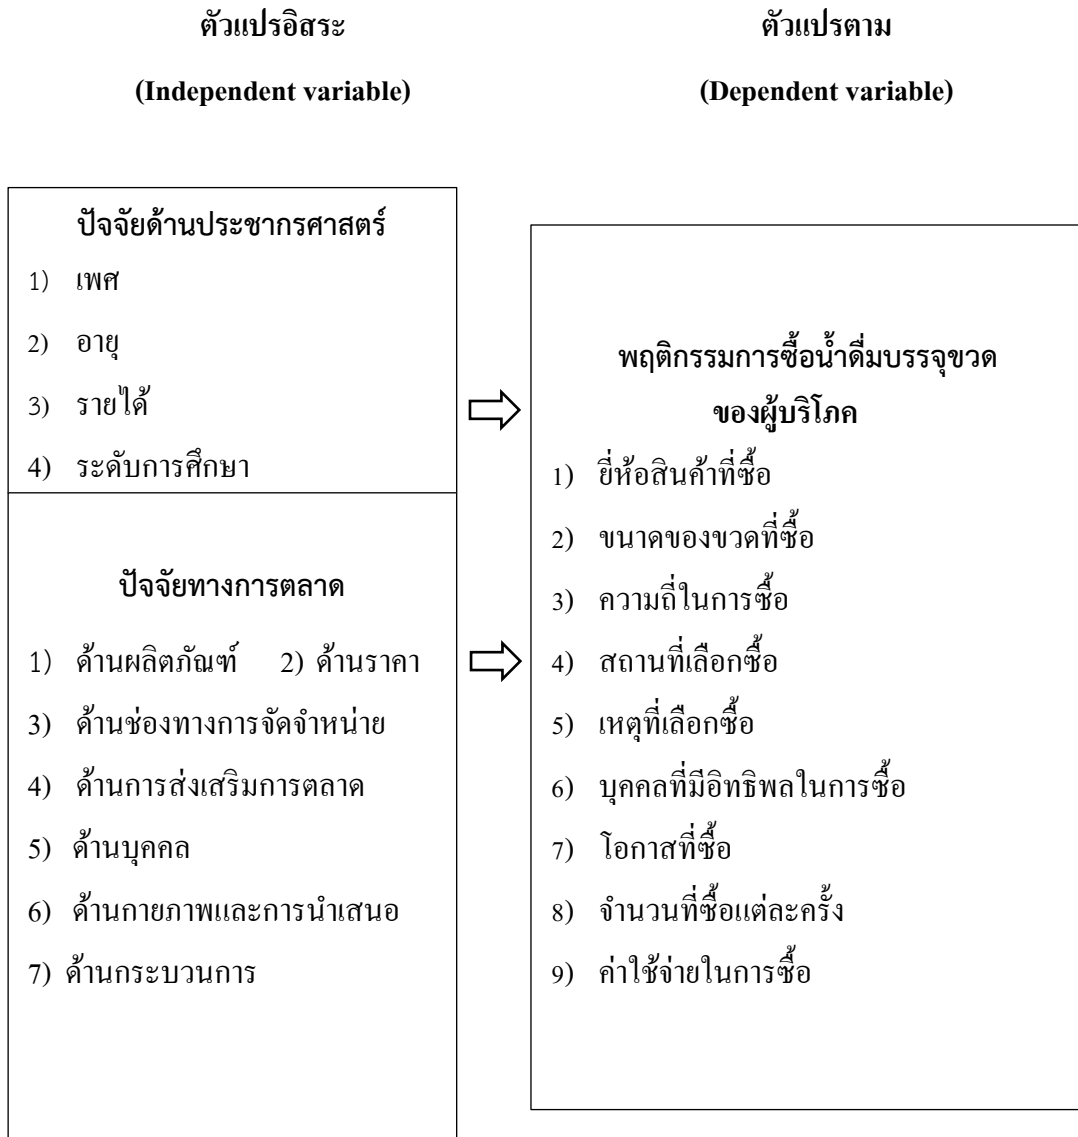 ตัวแปรอิสระ
(Independent variable)
ปัจจัยด้านประชากรศาสตร์
1) เพศ
2) อายุ
3) รายได้
4) ระดับการศึกษา
ปัจจัยทางการตลาด
1) ด้านผลิตภัณฑ์ 2) ด้านราคา
3) ด้านช่องทางการจัดจำหน่าย
4) ด้านการส่งเสริมการตลาด
5) ด้านบุคคล
6) ด้านกายภาพและการนำเสนอ
7) ด้านกระบวนการ
ตัวแปรตาม
(Dependent variable)
พฤติกรรมการซื้อน้ำดื่มบรรจุขวด
ของผู้บริโภค
1) ยี่ห้อสินค้าที่ซื้อ
2) ขนาดของขวดที่ซื้อ
3) ความถี่ในการซื้อ
4) สถานที่เลือกซื้อ
5) เหตุที่เลือกซื้อ
6) บุคคลที่มีอิทธิพลในการซื้อ
7) โอกาสที่ซื้อ
8) จำนวนที่ซื้อแต่ละครั้ง
9) ค่าใช้จ่ายในการซื้อ